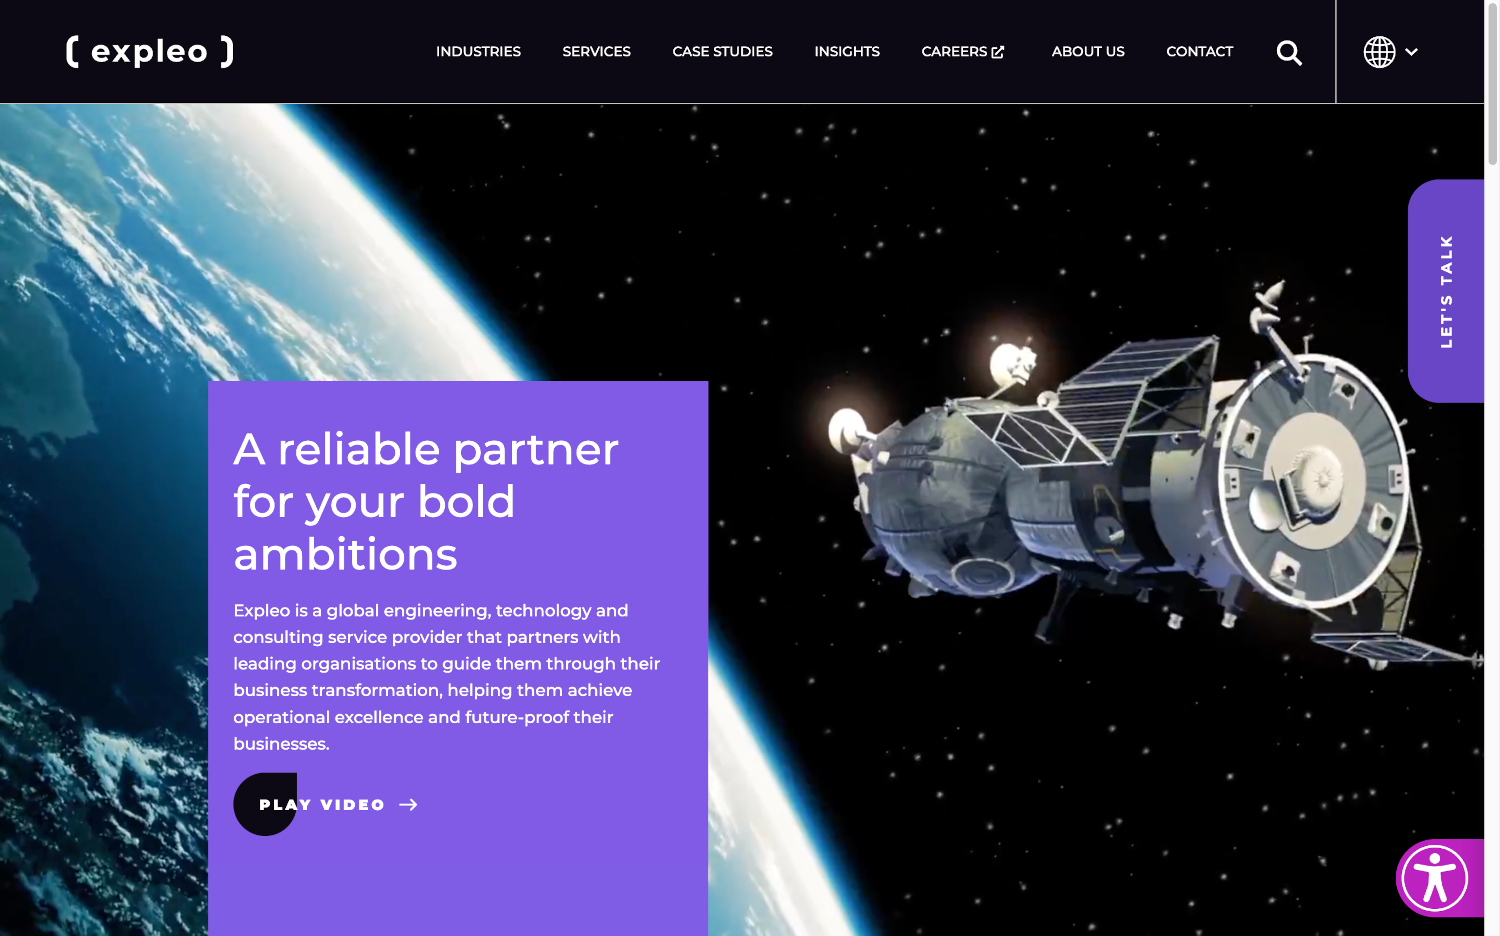 expleo
INDUSTRIES
SERVICES
CASE STUDIES
INSIGHTS
CAREERS
ABOUT US
CONTACT
LET'S TALK
A reliable partner
for your bold
ambitions
Expleo is a global engineering, technology and
consulting service provider that partners with
leading organisations to guide them through their
business transformation, helping them achieve
operational excellence and future-proof their
businesses.
PLAY VIDEO